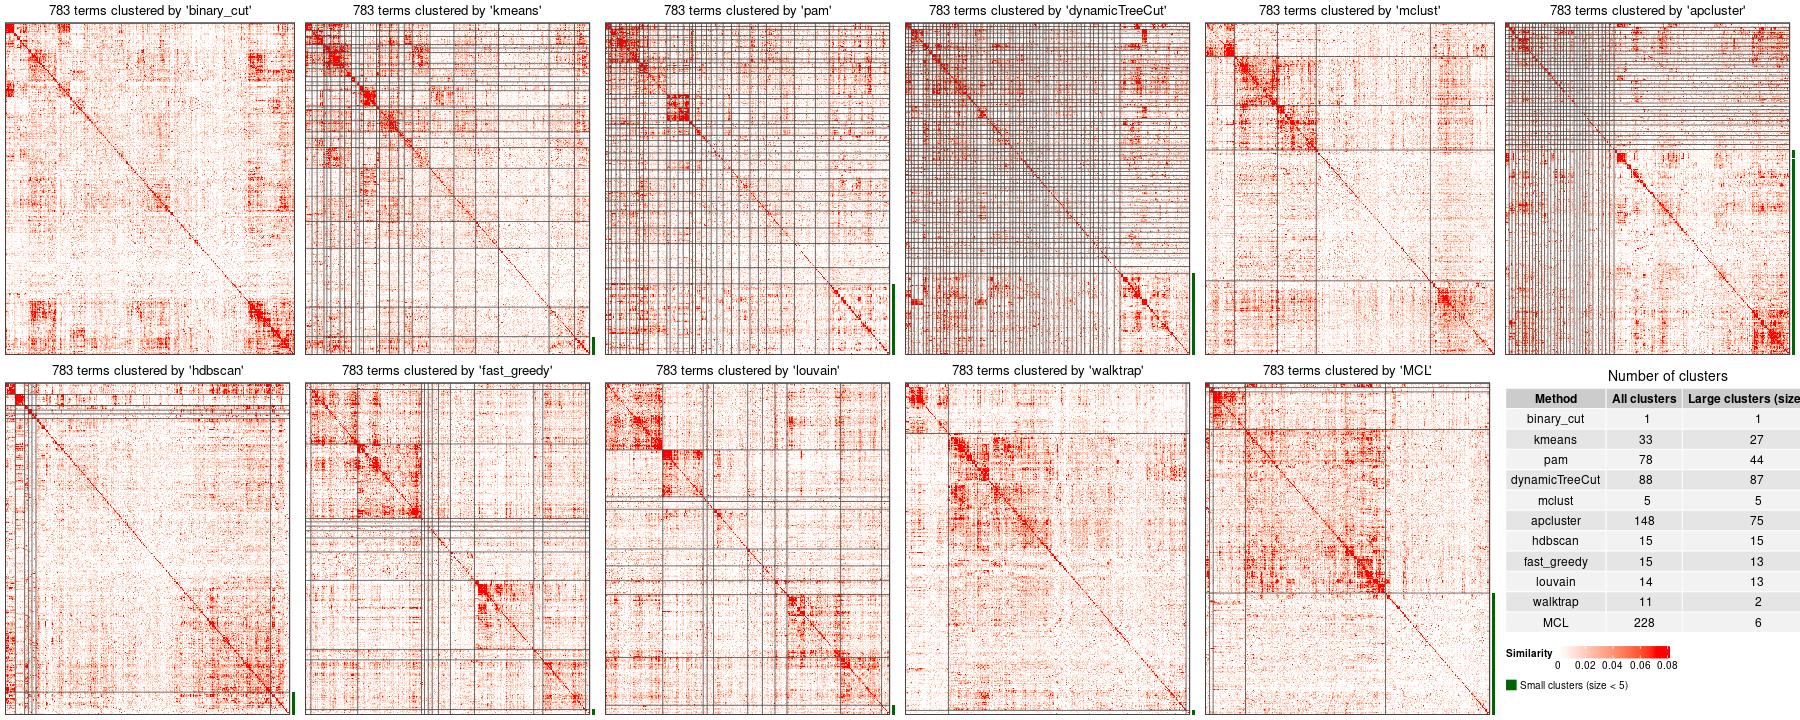 783 terms clustered by 'binary_cut'
783 terms clustered by 'kmeans'
783 terms clustered by 'pam'
783 terms clustered by 'dynamicTreeCut'
783 terms clustered by 'mclust'
783 terms clustered by 'apcluster'
783 terms clustered by 'hdbscan'
783 terms clustered by 'fast_greedy'
783 terms clustered by 'louvain'
783 terms clustered by 'walktrap'
783 terms clustered by 'MCL'
Number of clusters
Method All clusters Large clusters (size
binary_cut 1 1
kmeans 33 27
pam 78 44
dynamicTreeCut 88 87
mclust 5 5
apcluster 148 75
hdbscan 15 15
fast_greedy 15 13
louvain 14 13
walktrap 11 2
MCL 228 6
Similarity
0 0.02 0.04 0.06 0.08
Small clusters (size < 5)